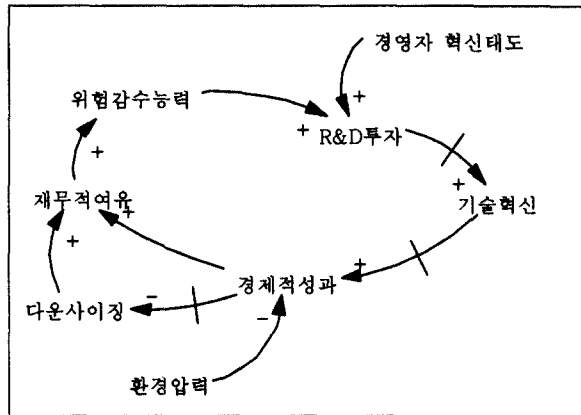 경영자 혁신태도
위험감수능력
+
+
R&D투자
+
+
재무적여유
+
기술혁신
+
+
경제적성과
-
다운사이징
-
환경압력